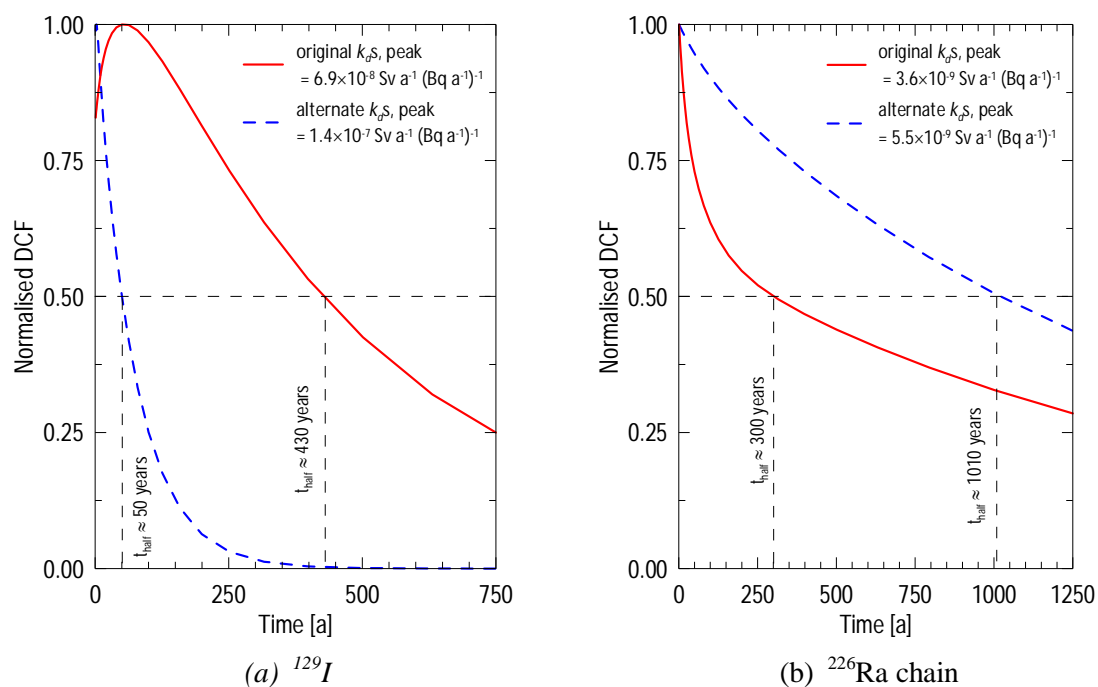 1.00
0.75
0.50
0.25
0.00
Normalised DCF
original k_ds, peak
= 6.9×10⁻⁸ Sv a⁻¹ (Bq a⁻¹)⁻¹
alternate k_ds, peak
= 1.4×10⁻⁷ Sv a⁻¹ (Bq a⁻¹)⁻¹
t_half ≈ 50 years
t_half ≈ 430 years
0 250 500 750
Time [a]
(a) ¹²⁹I
1.00
0.75
0.50
0.25
0.00
Normalised DCF
original k_ds, peak
= 3.6×10⁻⁹ Sv a⁻¹ (Bq a⁻¹)⁻¹
alternate k_ds, peak
= 5.5×10⁻⁹ Sv a⁻¹ (Bq a⁻¹)⁻¹
t_half ≈ 300 years
t_half ≈ 1010 years
0 250 500 750 1000 1250
Time [a]
(b) ²²⁶Ra chain